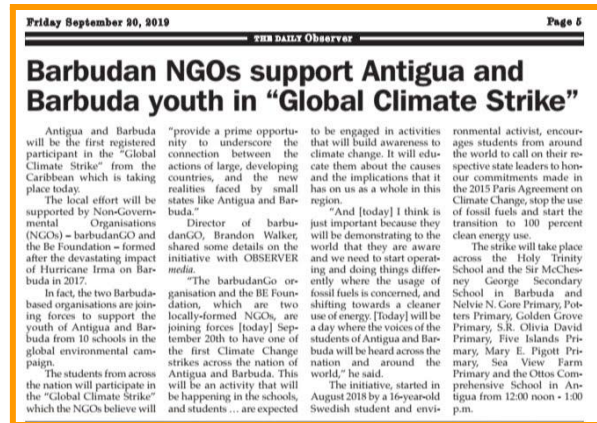 Friday September 20, 2019
Page 5
THE DAILY Observer
Barbudan NGOs support Antigua and
Barbuda youth in “Global Climate Strike”
Antigua and Barbuda
will be the first registered
participant in the “Global
Climate Strike” from the
Caribbean which is taking
place today.
The local effort will be
supported by Non-Govern-
mental Organisations
(NGOs) – barbudanGO and
the Be Foundation – formed
after the devastating impact
of Hurricane Irma on Bar-
buda in 2017.
In fact, the two Barbuda-
based organisations are join-
ing forces to support the
youth of Antigua and Bar-
buda from 10 schools in the
global environmental cam-
paign.
The students from across
the nation will participate in
the “Global Climate Strike”
which the NGOs believe will
“provide a prime opportu-
nity to underscore the
connection between the
actions of large, developing
countries, and the new
realities faced by small
states like Antigua and Bar-
buda.”
Director of barbu-
danGO, Brandon Walker,
shared some details on the
initiative with OBSERVER
media.
“The barbudanGo or-
ganisation and the BE Foun-
dation, which are two
locally-formed NGOs, are
joining forces [today] Sep-
tember 20th to have one of
the first Climate Change
strikes across the nation of
Antigua and Barbuda. This
will be an activity that will
be happening in the schools,
and students … are expected
to be engaged in activities
that will build awareness to
climate change. It will edu-
cate them about the causes
and the implications that it
has on us as a whole in this
region.
“And [today] I think is
just important because they
will be demonstrating to the
world that they are aware
and we need to start operat-
ing and doing things differ-
ently where the usage of
fossil fuels is concerned, and
shifting towards a cleaner
use of energy. [Today] will be
a day where the voices of the
students of Antigua and Bar-
buda will be heard across the
nation and around the
world,” he said.
The initiative, started in
August 2018 by a 16-year-old
Swedish student and envi-
ronmental activist, encour-
ages students from around
the world to call on their re-
spective state leaders to hon-
our commitments made in
the 2015 Paris Agreement on
Climate Change, stop the use
of fossil fuels and start the
transition to 100 percent
clean energy use.
The strike will take place
across the Holy Trinity
School and the Sir McChes-
ney George Secondary
School in Barbuda and
Nelvie N. Gore Primary, Pot-
ters Primary, Golden Grove
Primary, S.R. Olivia David
Primary, Five Islands Pri-
mary, Mary E. Pigott Pri-
mary, Sea View Farm
Primary and the Ottos Com-
prehensive School in An-
tigua from 12:00 noon - 1:00
p.m.